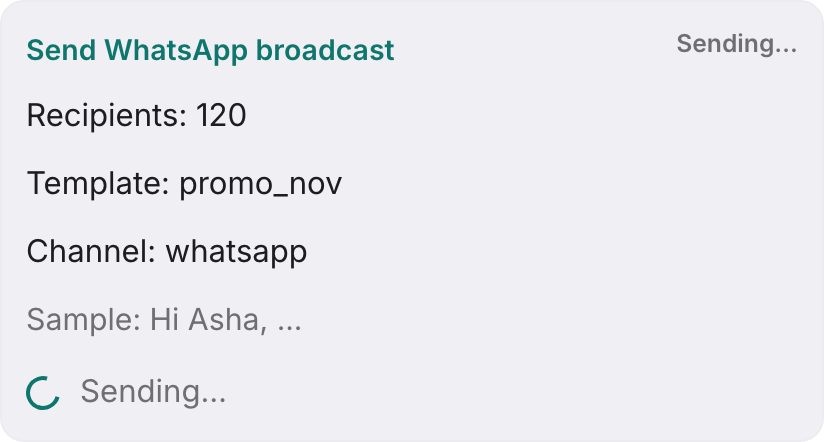 Send WhatsApp broadcast
Sending...
Recipients: 120
Template: promo_nov
Channel: whatsapp
Sample: Hi Asha, ...
Sending...